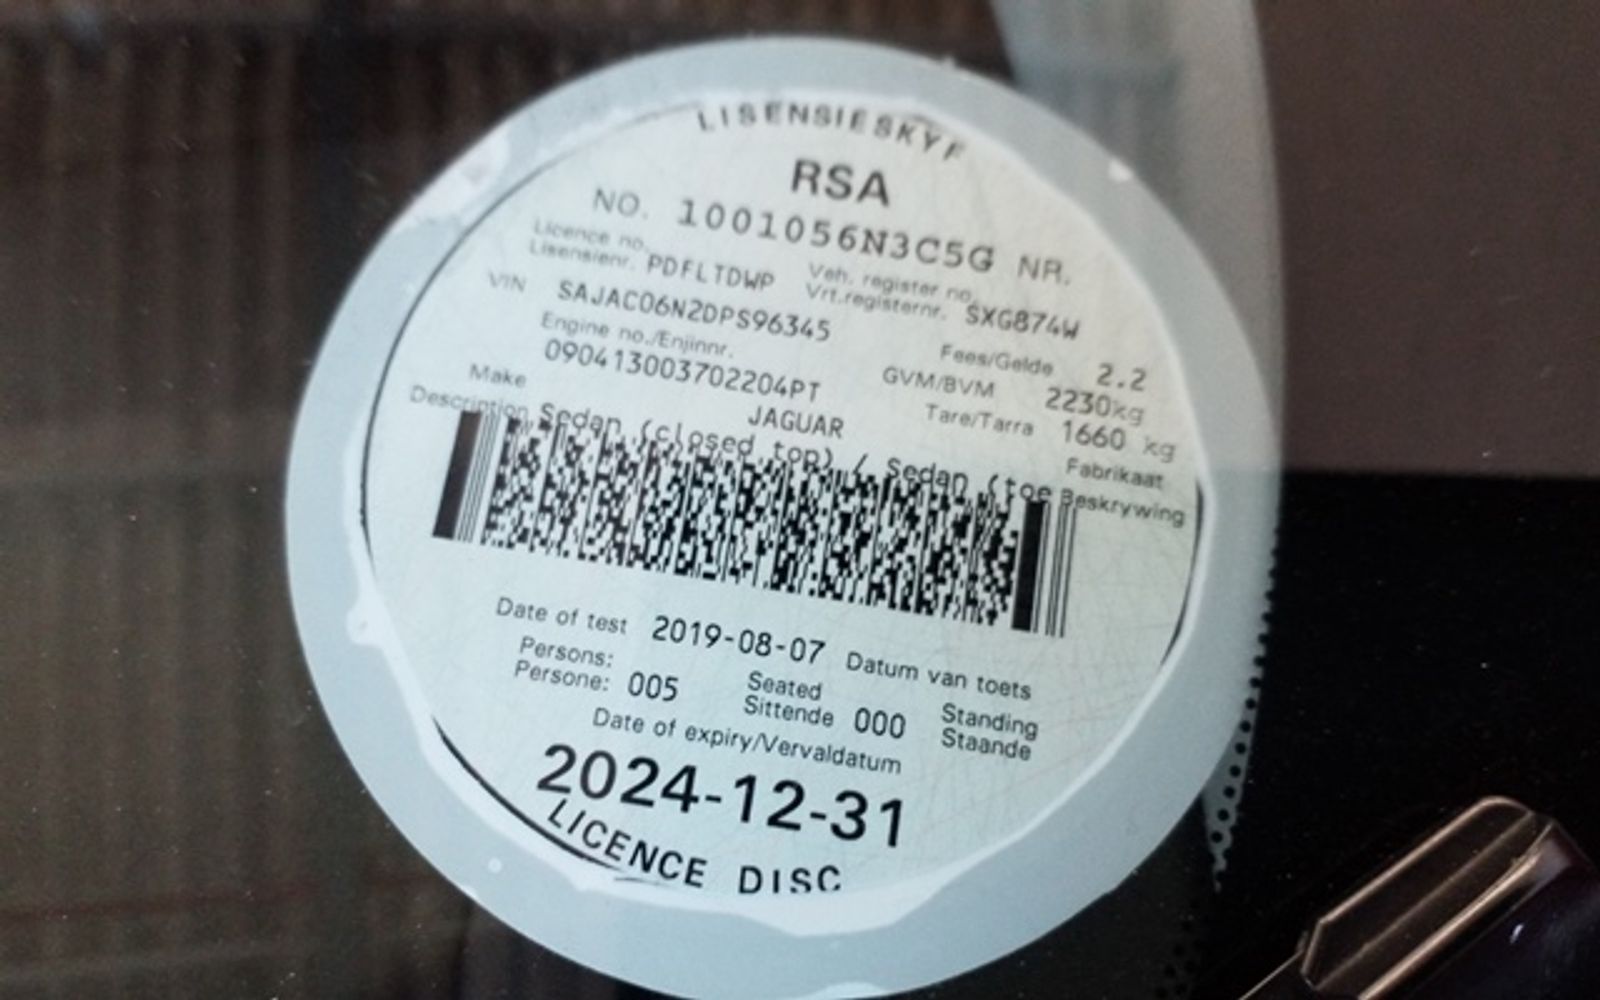 LISENSIESKYF
RSA
NO. 1001056N3C5G NR.
Licence no. Lisensienr. PDFLTDWP Veh. register no. Vrt.registernr. SXG874W
VIN SAJAC06N2DPS96345
Engine no./Enjinnr. Fees/Gelde 2.2
090413003702204PT GVM/BVM 2230kg
Make JAGUAR Tare/Tarra 1660 kg
Fabrikaat
Description Sedan (closed top) / Sedan (toe Beskrywing
Date of test 2019-08-07 Datum van toets
Persons: Persone: 005 Seated Sittende 000 Standing Staande
Date of expiry/Vervaldatum
2024-12-31
LICENCE DISC